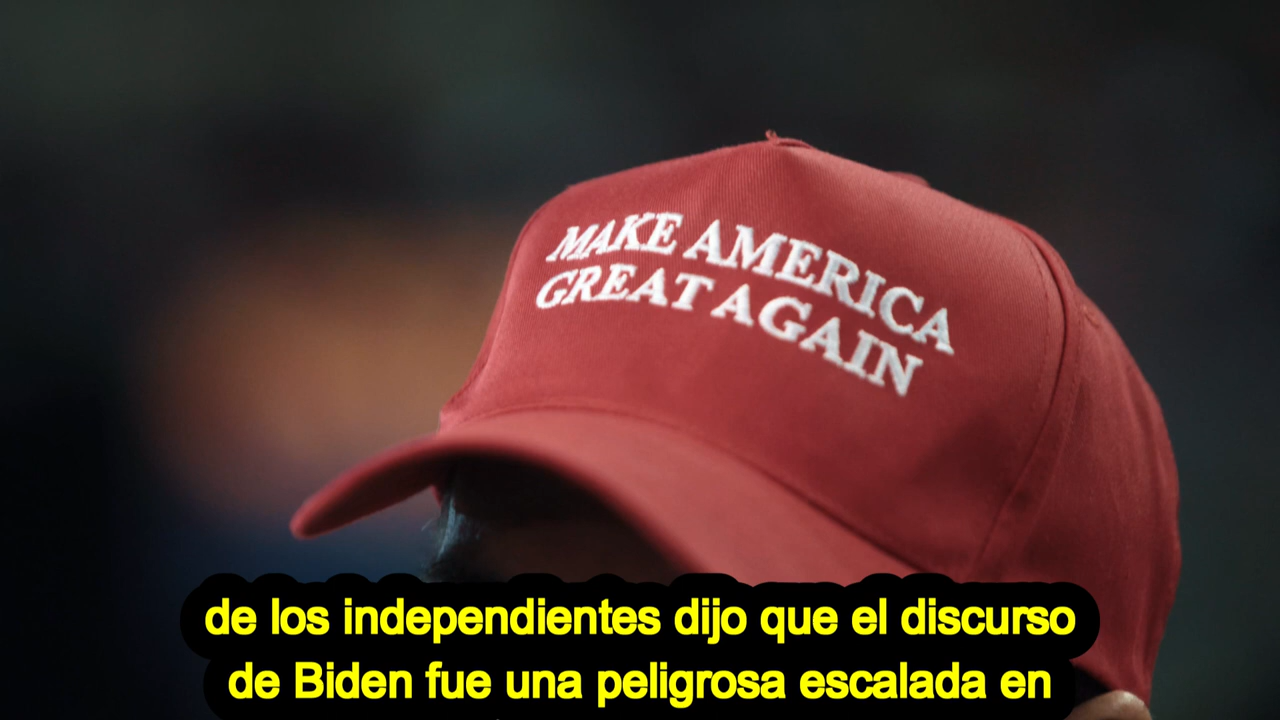 MAKE AMERICA
GREAT AGAIN
de los independientes dijo que el discurso
de Biden fue una peligrosa escalada en